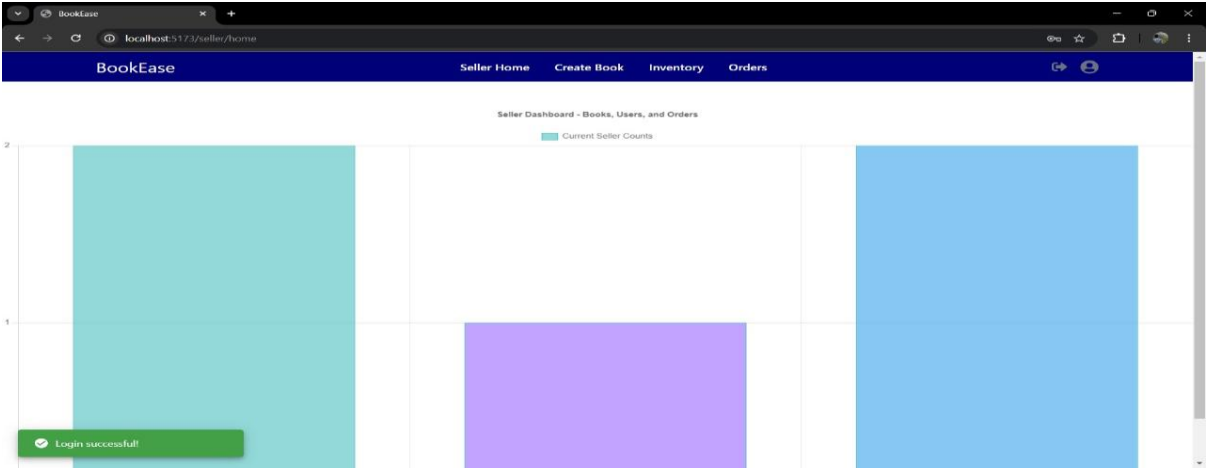 BookEase
localhost:5173/seller/home
BookEase
Seller Home Create Book Inventory Orders
Seller Dashboard - Books, Users, and Orders
Current Seller Counts
2
1
Login successful!